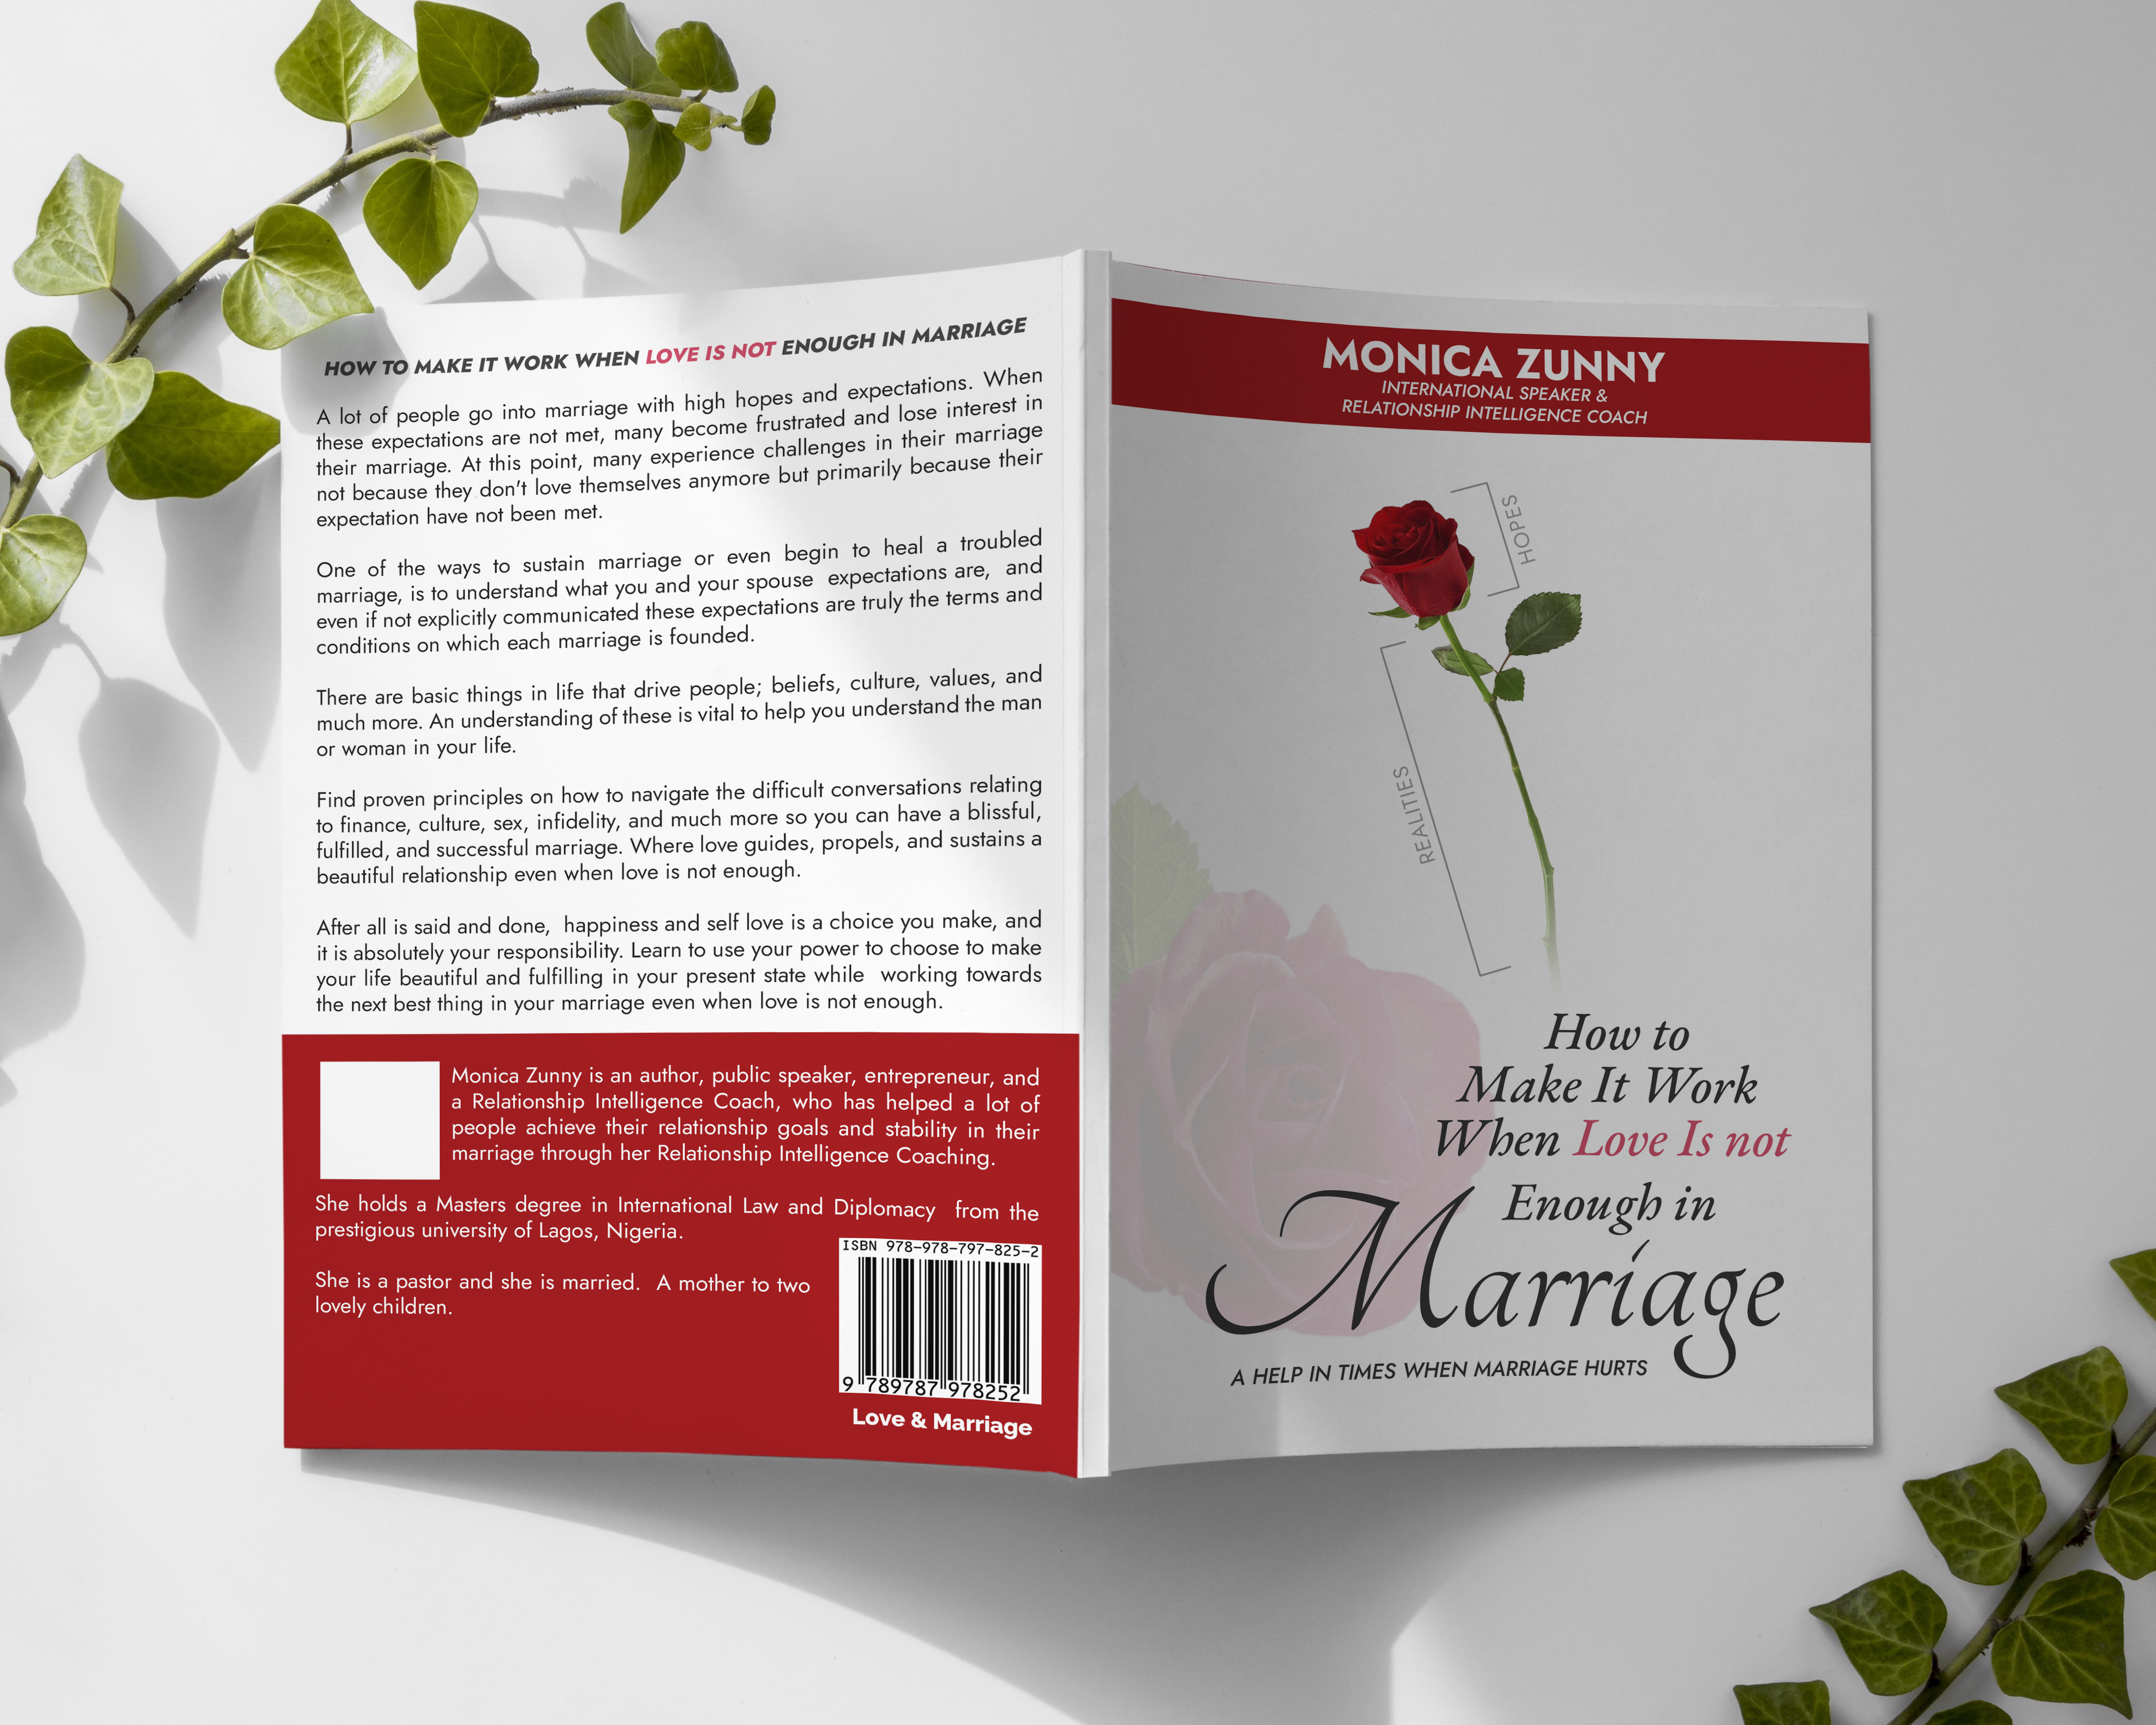 HOW TO MAKE IT WORK WHEN LOVE IS NOT ENOUGH IN MARRIAGE
A lot of people go into marriage with high hopes and expectations. When
these expectations are not met, many become frustrated and lose interest in
their marriage. At this point, many experience challenges in their marriage
not because they don't love themselves anymore but primarily because their
expectation have not been met.
One of the ways to sustain marriage or even begin to heal a troubled
marriage, is to understand what you and your spouse expectations are, and
even if not explicitly communicated these expectations are truly the terms and
conditions on which each marriage is founded.
There are basic things in life that drive people; beliefs, culture, values, and
much more. An understanding of these is vital to help you understand the man
or woman in your life.
Find proven principles on how to navigate the difficult conversations relating
to finance, culture, sex, infidelity, and much more so you can have a blissful,
fulfilled, and successful marriage. Where love guides, propels, and sustains a
beautiful relationship even when love is not enough.
After all is said and done, happiness and self love is a choice you make, and
it is absolutely your responsibility. Learn to use your power to choose to make
your life beautiful and fulfilling in your present state while working towards
the next best thing in your marriage even when love is not enough.
Monica Zunny is an author, public speaker, entrepreneur, and
a Relationship Intelligence Coach, who has helped a lot of
people achieve their relationship goals and stability in their
marriage through her Relationship Intelligence Coaching.
She holds a Masters degree in International Law and Diplomacy from the
prestigious university of Lagos, Nigeria.
She is a pastor and she is married. A mother to two
lovely children.
ISBN 978-978-797-825-2
9 789787 978252
Love & Marriage
MONICA ZUNNY
INTERNATIONAL SPEAKER &
RELATIONSHIP INTELLIGENCE COACH
HOPES
REALITIES
How to
Make It Work
When Love Is not
Enough in
Marriage
A HELP IN TIMES WHEN MARRIAGE HURTS